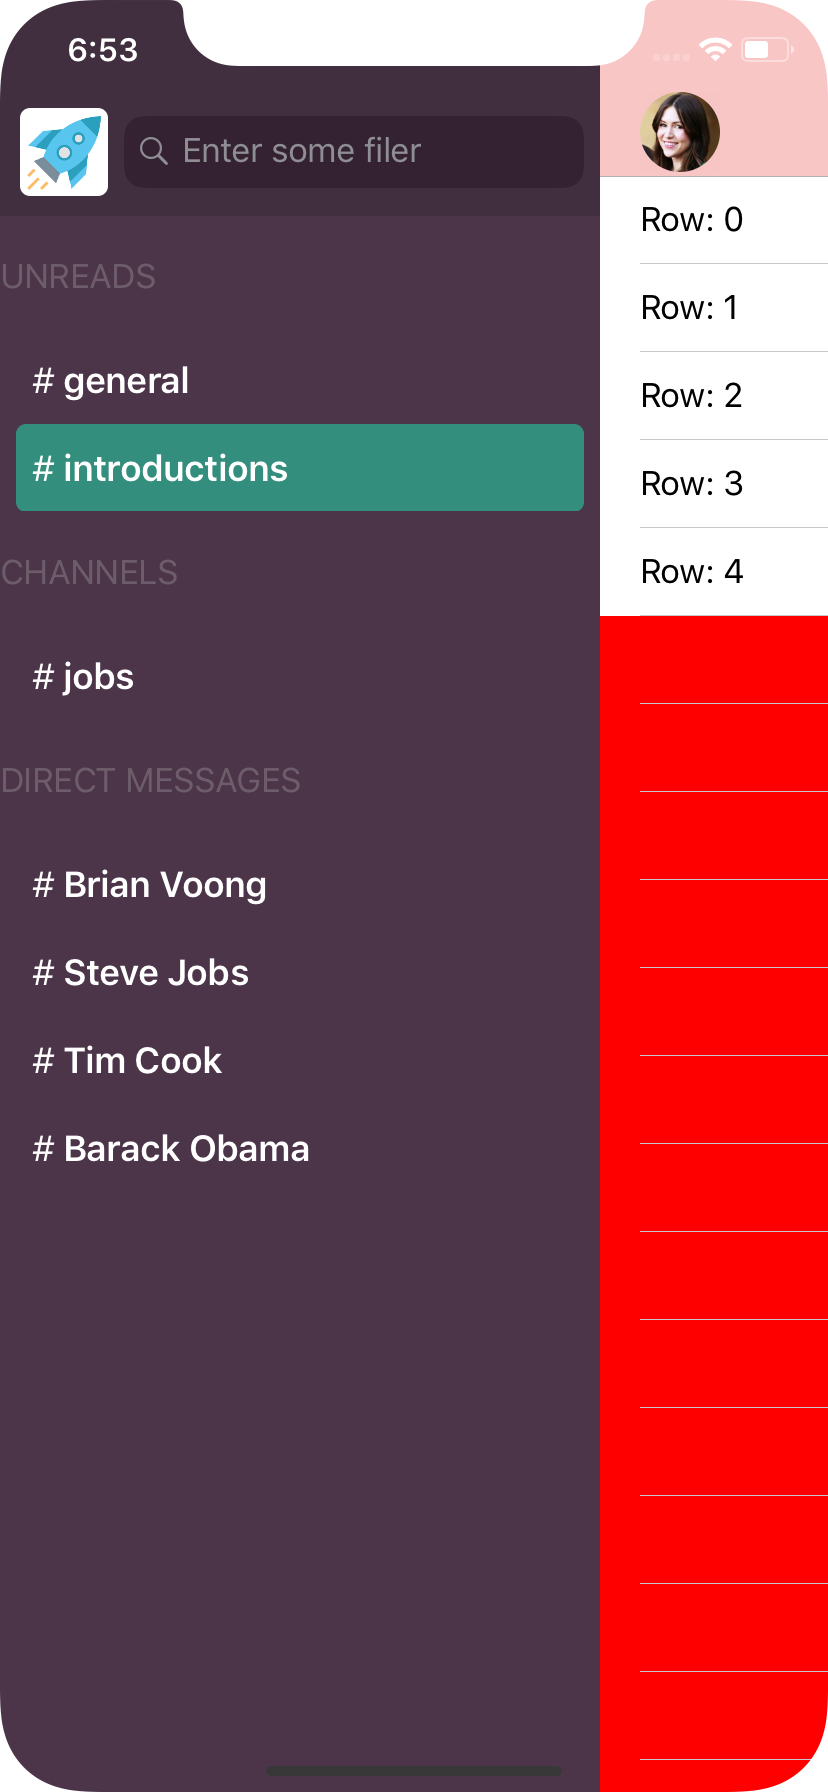 6:53
Enter some filer
UNREADS
# general
# introductions
CHANNELS
# jobs
DIRECT MESSAGES
# Brian Voong
# Steve Jobs
# Tim Cook
# Barack Obama
Row: 0
Row: 1
Row: 2
Row: 3
Row: 4